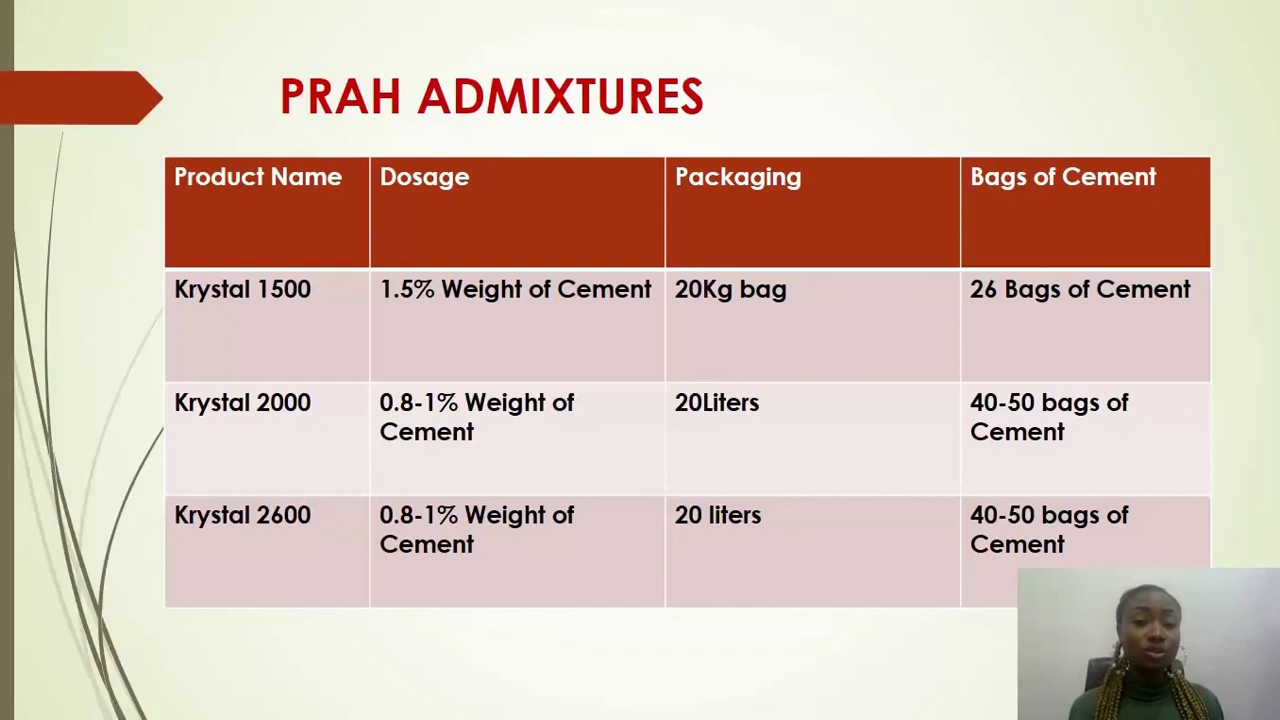 PRAH ADMIXTURES
Product Name
Dosage
Packaging
Bags of Cement
Krystal 1500
1.5% Weight of Cement
20Kg bag
26 Bags of Cement
Krystal 2000
0.8-1% Weight of
Cement
20Liters
40-50 bags of
Cement
Krystal 2600
0.8-1% Weight of
Cement
20 liters
40-50 bags of
Cement